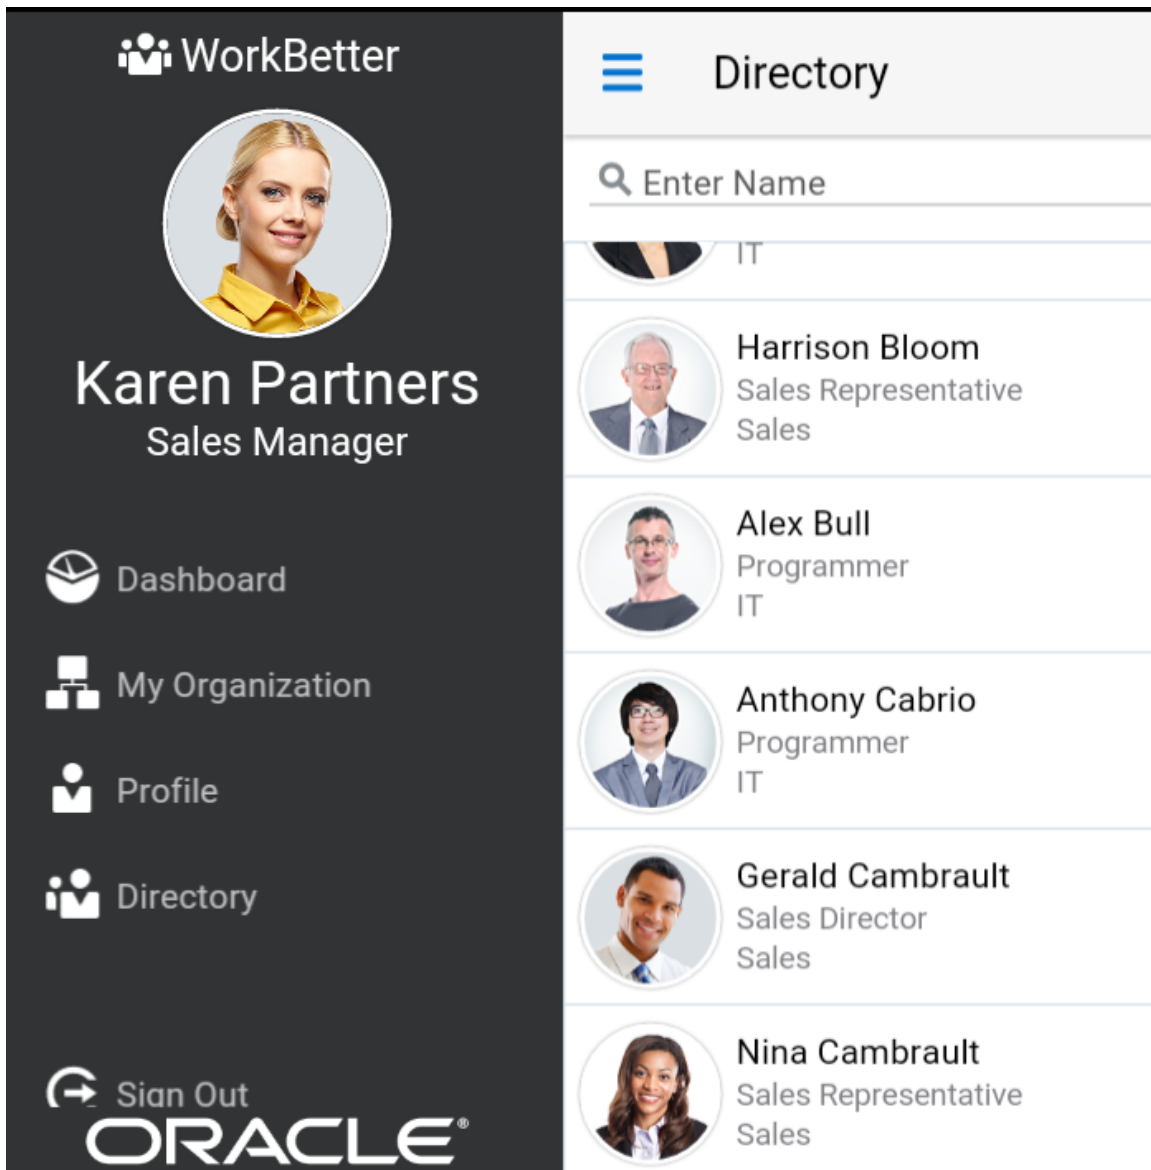 WorkBetter
Karen Partners
Sales Manager
Dashboard
My Organization
Profile
Directory
Sign Out
ORACLE®
Directory
Enter Name
IT
Harrison Bloom
Sales Representative
Sales
Alex Bull
Programmer
IT
Anthony Cabrio
Programmer
IT
Gerald Cambrault
Sales Director
Sales
Nina Cambrault
Sales Representative
Sales